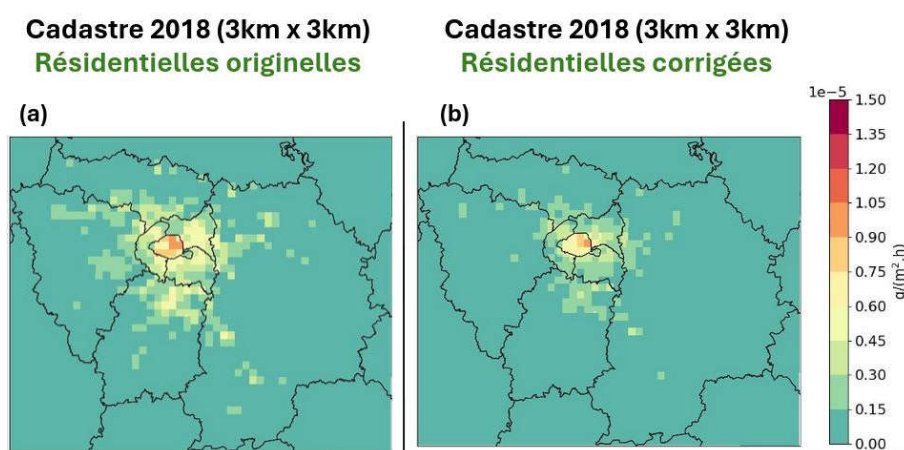 Cadastre 2018 (3km x 3km)
Résidentielles originelles
Cadastre 2018 (3km x 3km)
Résidentielles corrigées
(a)
(b)
1e−5
1.50
1.35
1.20
1.05
0.90
0.75
0.60
0.45
0.30
0.15
0.00
g/(m².h)